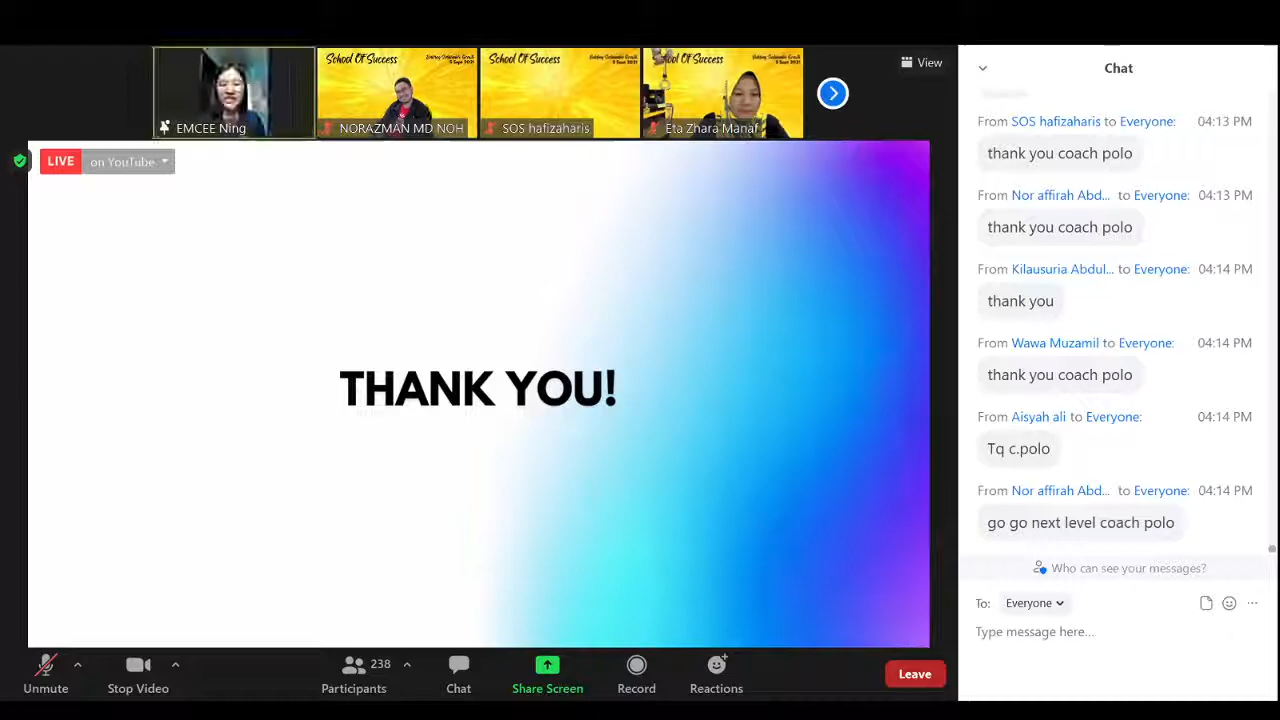 School Of Success
School Of Success
School Of Success
EMCEE Ning
NORAZMAN MD NOH
SOS hafizaharis
Eta Zhara Manaf
View
LIVE on YouTube
THANK YOU!
Unmute
Stop Video
238
Participants
Chat
Share Screen
Record
Reactions
Leave
Chat
From SOS hafizaharis to Everyone: 04:13 PM
thank you coach polo
From Nor affirah Abd... to Everyone: 04:13 PM
thank you coach polo
From Kilausuria Abdul... to Everyone: 04:14 PM
thank you
From Wawa Muzamil to Everyone: 04:14 PM
thank you coach polo
From Aisyah ali to Everyone: 04:14 PM
Tq c.polo
From Nor affirah Abd... to Everyone: 04:14 PM
go go next level coach polo
Who can see your messages?
To: Everyone
Type message here...